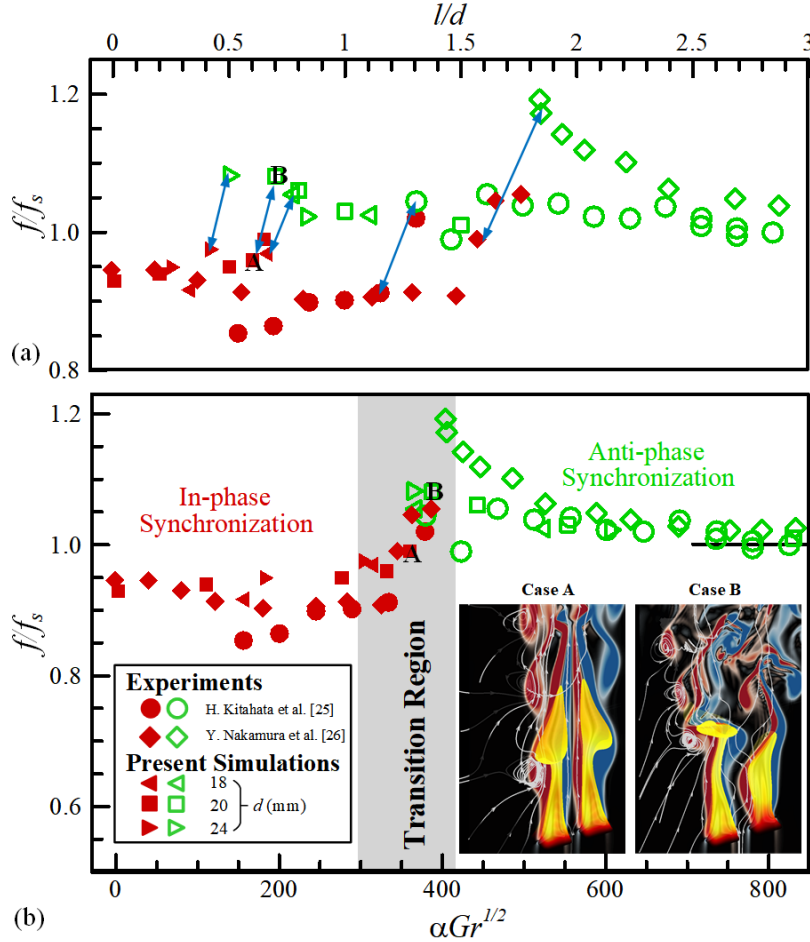 l/d
0 0.5 1 1.5 2 2.5 3
1.2
1.0
0.8
f/fs
B
A
(a)
1.2
1.0
0.8
0.6
f/fs
In-phase
Synchronization
Anti-phase
Synchronization
B
A
Transition Region
Case A
Case B
Experiments
H. Kitahata et al. [25]
Y. Nakamura et al. [26]
Present Simulations
18
20 d (mm)
24
0 200 400 600 800
(b)
αGr^1/2